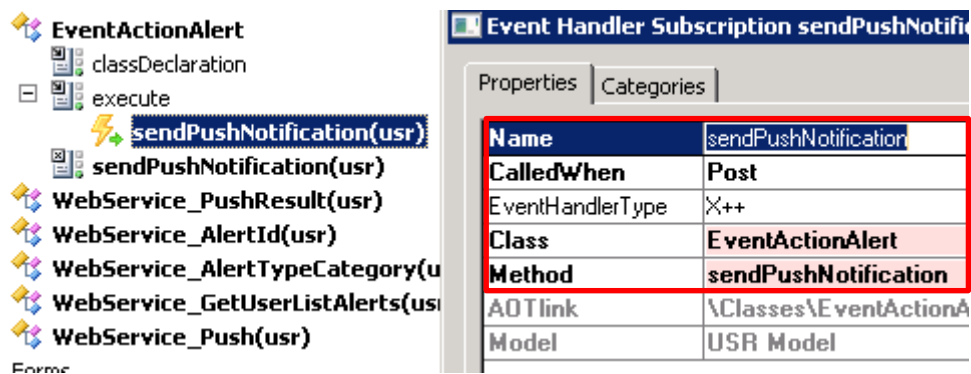 EventActionAlert
classDeclaration
execute
sendPushNotification(usr)
sendPushNotification(usr)
WebService_PushResult(usr)
WebService_AlertId(usr)
WebService_AlertTypeCategory(u
WebService_GetUserListAlerts(us
WebService_Push(usr)
Forms
Event Handler Subscription sendPushNotific
Properties Categories
Name sendPushNotification
CalledWhen Post
EventHandlerType X++
Class EventActionAlert
Method sendPushNotification
AOTlink \Classes\EventActionA
Model USR Model